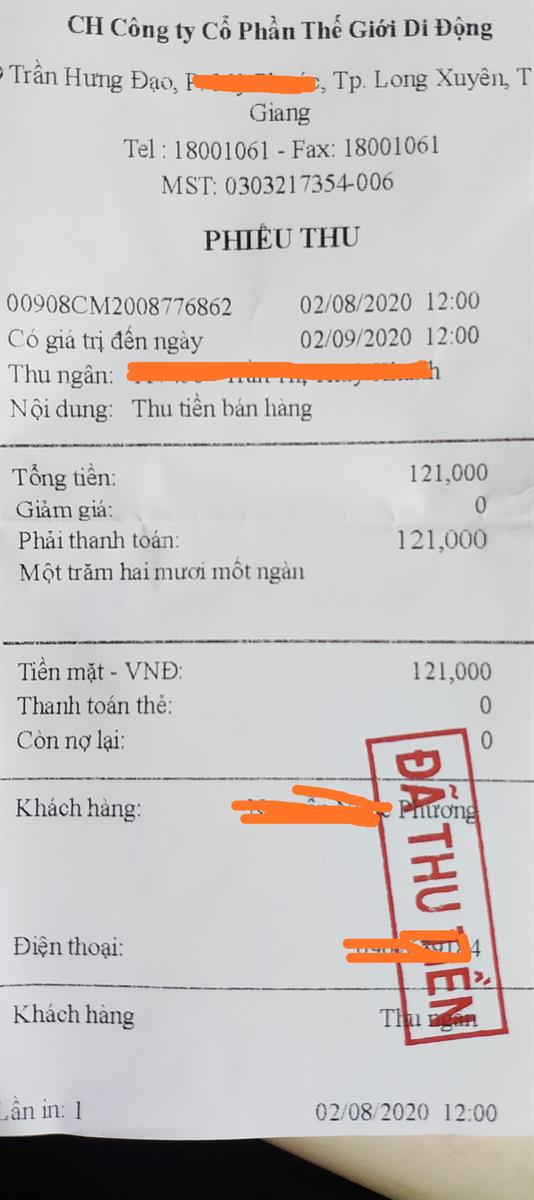 CH Công ty Cổ Phần Thế Giới Di Động
Trần Hưng Đạo, Tp. Long Xuyên, T
Giang
Tel : 18001061 - Fax: 18001061
MST: 0303217354-006
PHIẾU THU
00908CM2008776862 02/08/2020 12:00
Có giá trị đến ngày 02/09/2020 12:00
Thu ngân:
Nội dung: Thu tiền bán hàng
Tổng tiền: 121,000
Giảm giá: 0
Phải thanh toán: 121,000
Một trăm hai mươi mốt ngàn
Tiền mặt - VNĐ: 121,000
Thanh toán thẻ: 0
Còn nợ lại: 0
Khách hàng: Phương
ĐÃ THU TIỀN
Điện thoại:
Khách hàng Thu ngân
Lần in: 1 02/08/2020 12:00